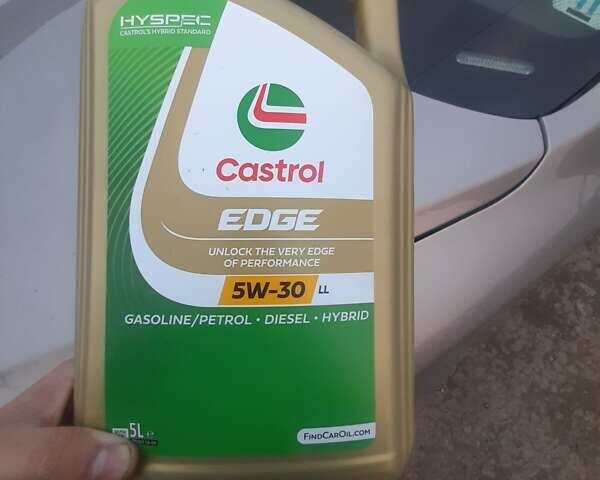 HYSPEC
CASTROL'S HYBRID STANDARD
Castrol
EDGE
UNLOCK THE VERY EDGE
OF PERFORMANCE
5W-30 LL
GASOLINE/PETROL • DIESEL • HYBRID
5L e
FINDCAROIL.COM